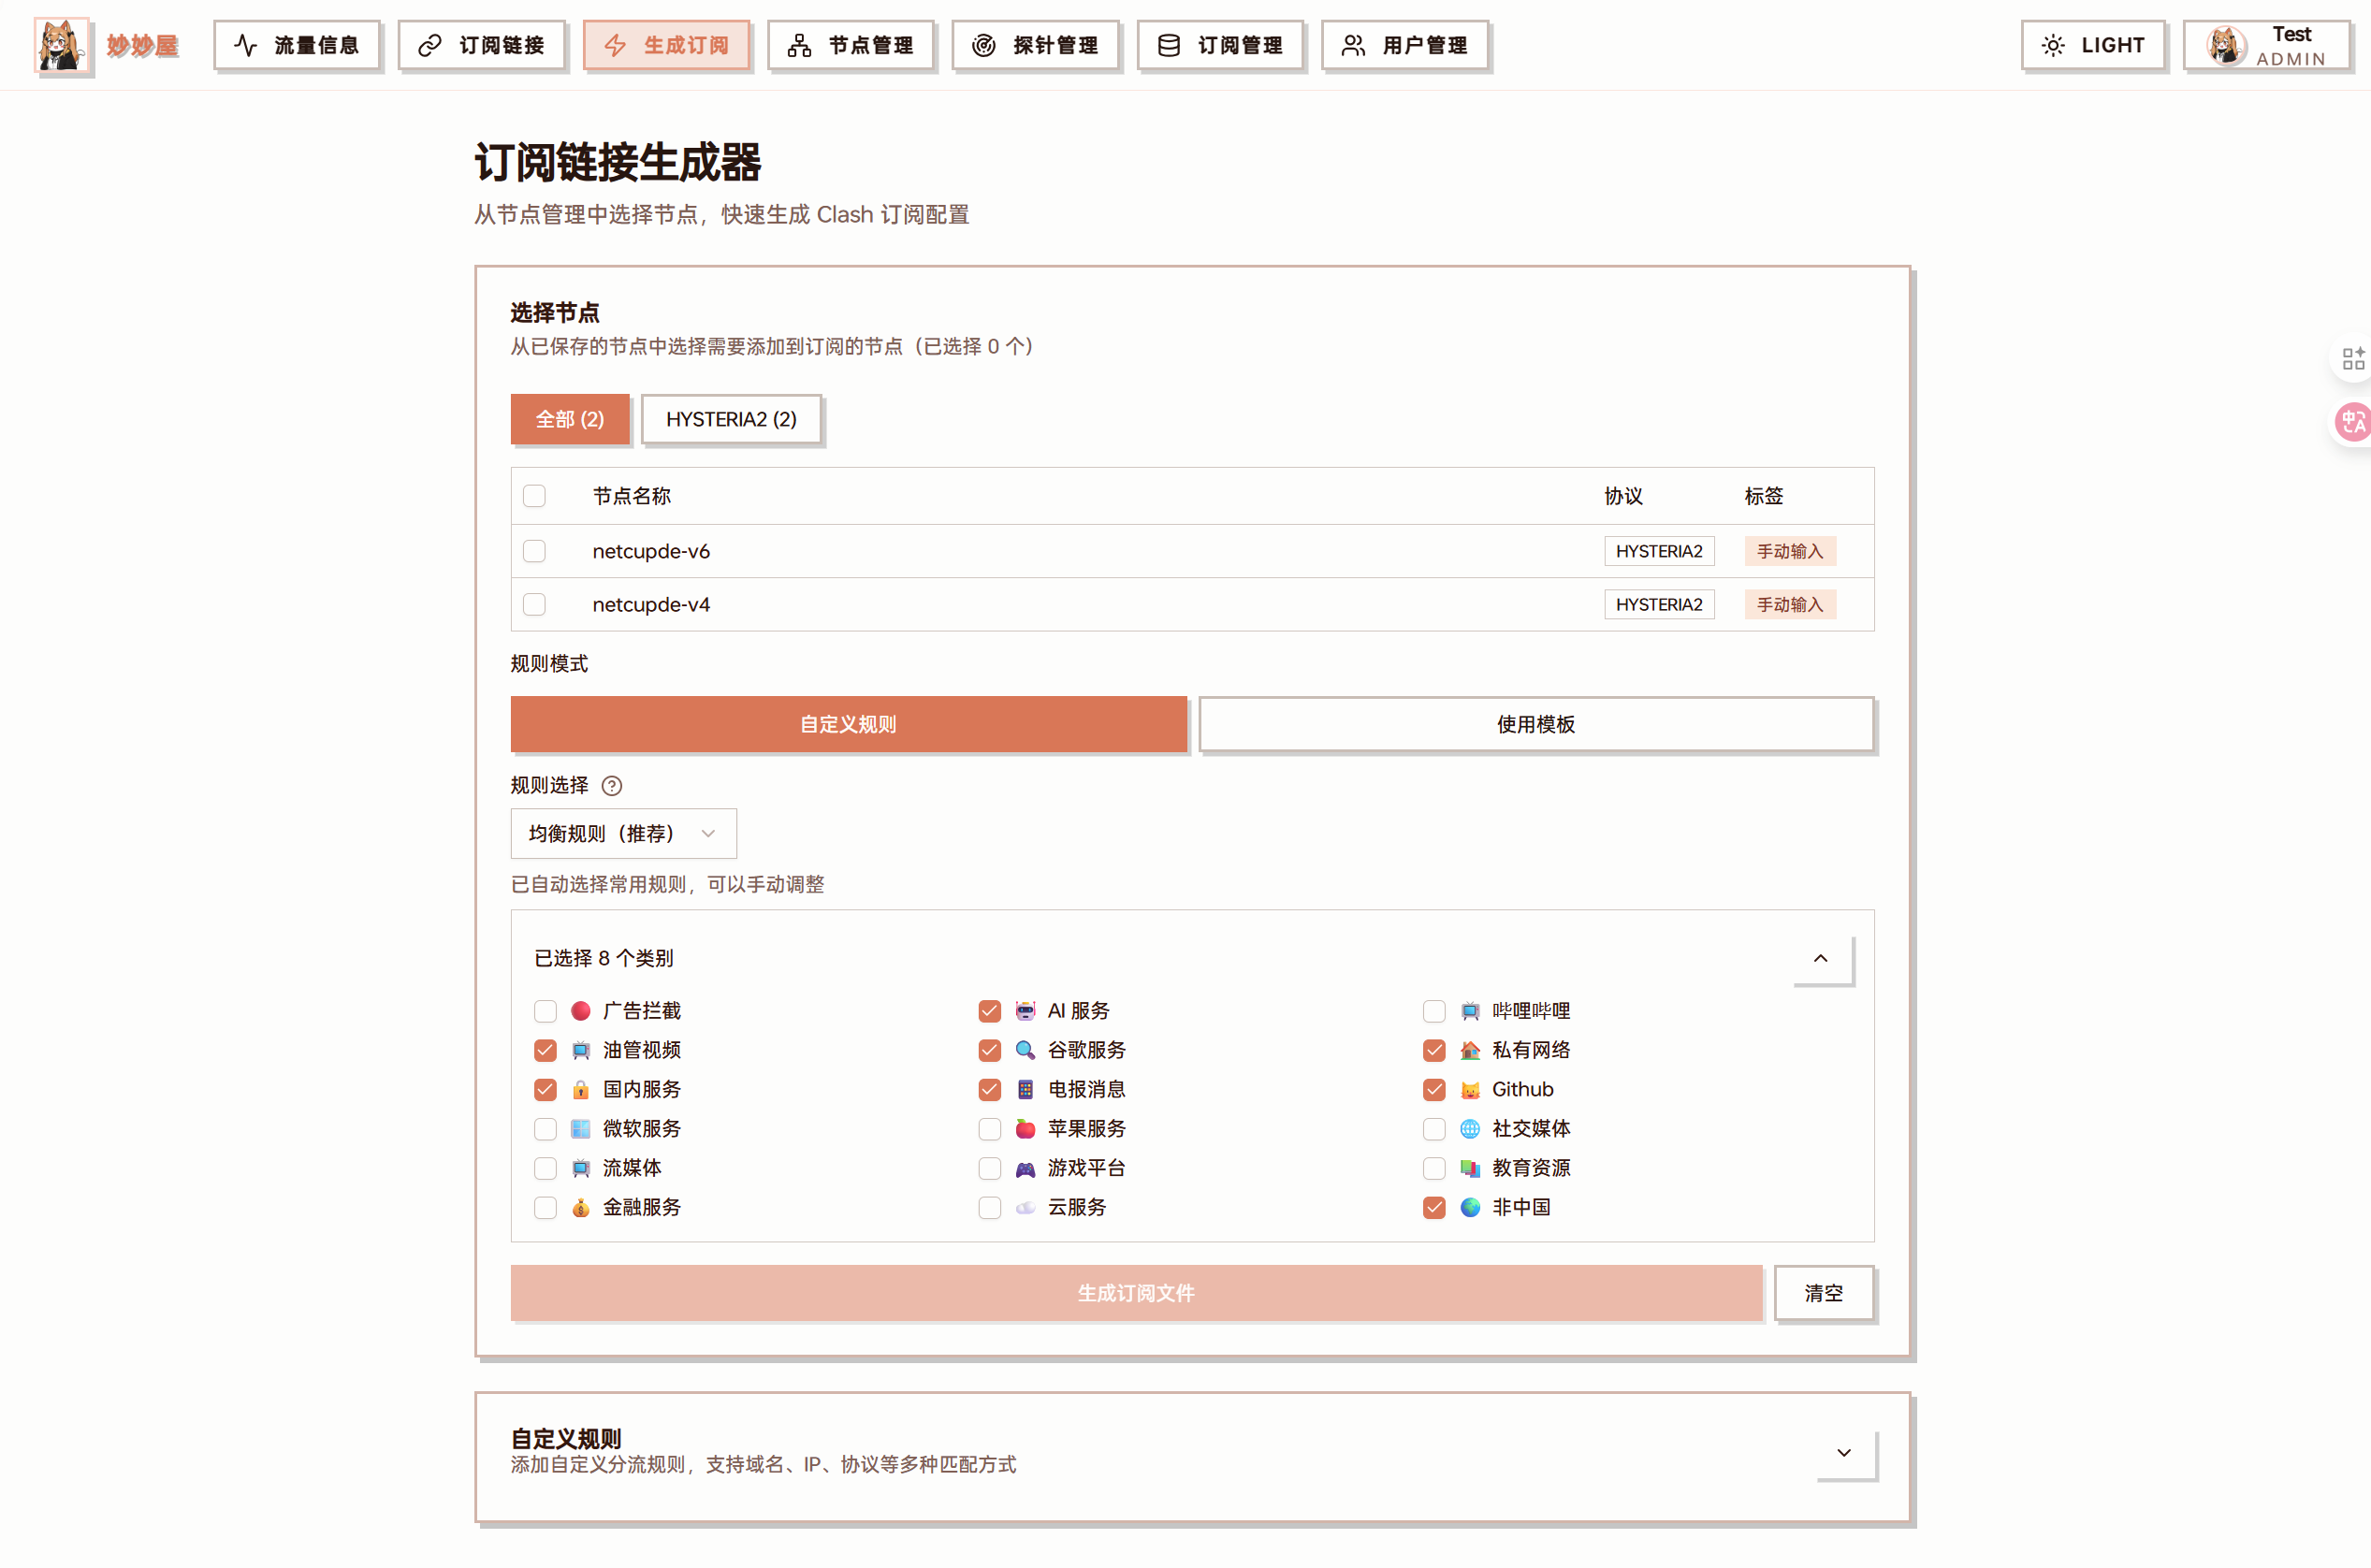 妙妙屋 流量信息 订阅链接 生成订阅 节点管理 探针管理 订阅管理 用户管理 LIGHT Test
ADMIN
订阅链接生成器
从节点管理中选择节点，快速生成 Clash 订阅配置
选择节点
从已保存的节点中选择需要添加到订阅的节点（已选择 0 个）
全部 (2) HYSTERIA2 (2)
节点名称 协议 标签
netcupde-v6 HYSTERIA2 手动输入
netcupde-v4 HYSTERIA2 手动输入
规则模式
自定义规则 使用模板
规则选择
均衡规则（推荐）
已自动选择常用规则，可以手动调整
已选择 8 个类别
广告拦截 AI 服务 哔哩哔哩
油管视频 谷歌服务 私有网络
国内服务 电报消息 Github
微软服务 苹果服务 社交媒体
流媒体 游戏平台 教育资源
金融服务 云服务 非中国
生成订阅文件 清空
自定义规则
添加自定义分流规则，支持域名、IP、协议等多种匹配方式